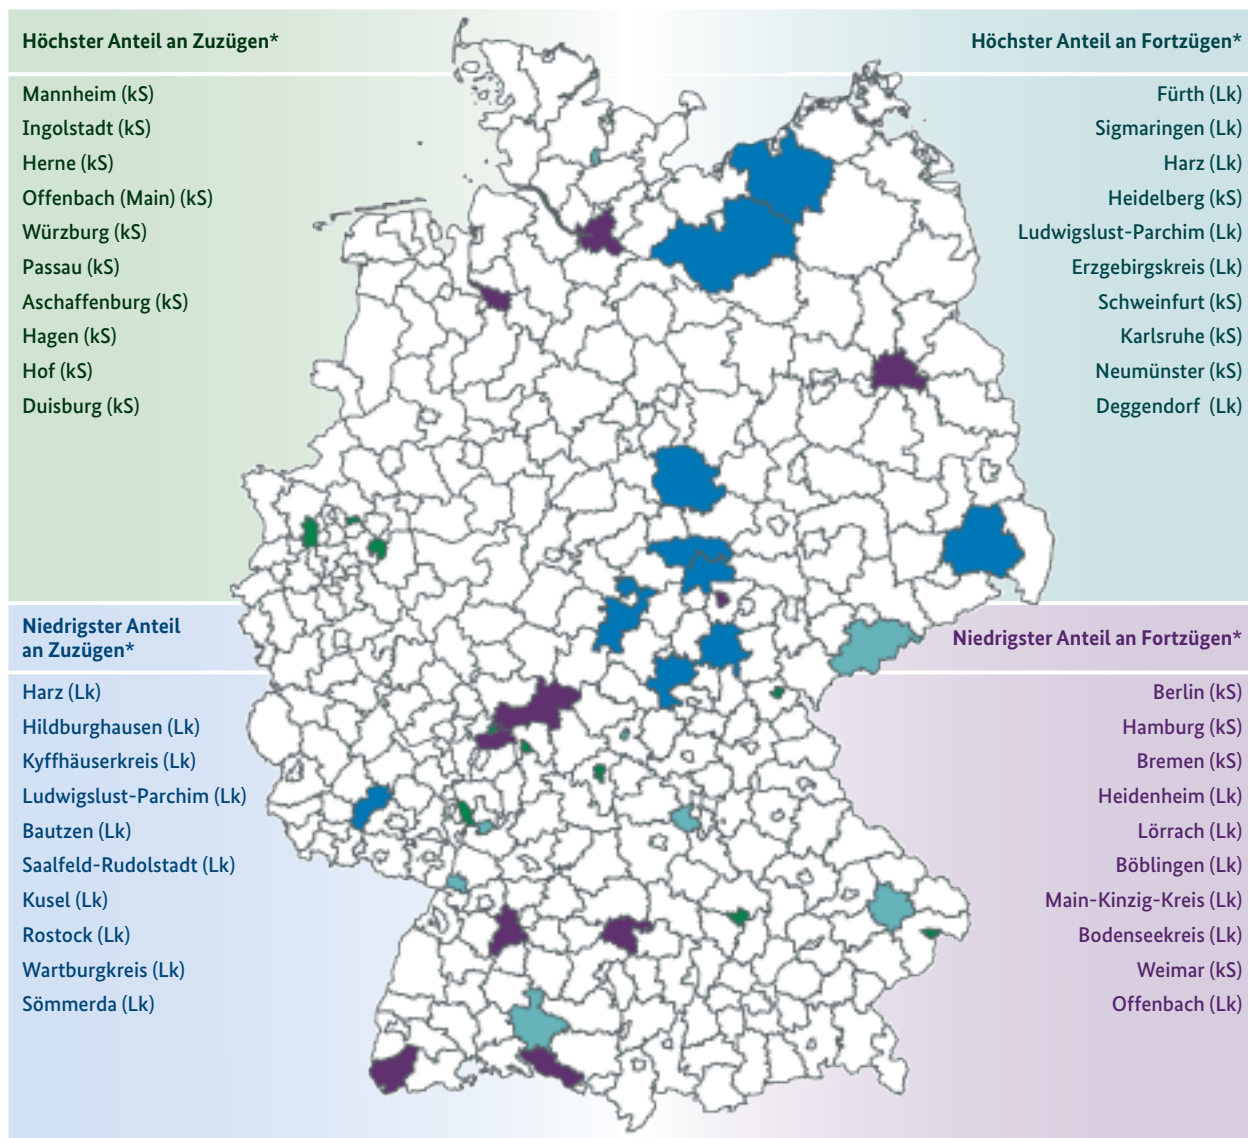 Höchster Anteil an Zuzügen*
Mannheim (kS)
Ingolstadt (kS)
Herne (kS)
Offenbach (Main) (kS)
Würzburg (kS)
Passau (kS)
Aschaffenburg (kS)
Hagen (kS)
Hof (kS)
Duisburg (kS)
Höchster Anteil an Fortzügen*
Fürth (Lk)
Sigmaringen (Lk)
Harz (Lk)
Heidelberg (kS)
Ludwigslust-Parchim (Lk)
Erzgebirgskreis (Lk)
Schweinfurt (kS)
Karlsruhe (kS)
Neumünster (kS)
Deggendorf (Lk)
Niedrigster Anteil
an Zuzügen*
Harz (Lk)
Hildburghausen (Lk)
Kyffhäuserkreis (Lk)
Ludwigslust-Parchim (Lk)
Bautzen (Lk)
Saalfeld-Rudolstadt (Lk)
Kusel (Lk)
Rostock (Lk)
Wartburgkreis (Lk)
Sömmerda (Lk)
Niedrigster Anteil an Fortzügen*
Berlin (kS)
Hamburg (kS)
Bremen (kS)
Heidenheim (Lk)
Lörrach (Lk)
Böblingen (Lk)
Main-Kinzig-Kreis (Lk)
Bodenseekreis (Lk)
Weimar (kS)
Offenbach (Lk)